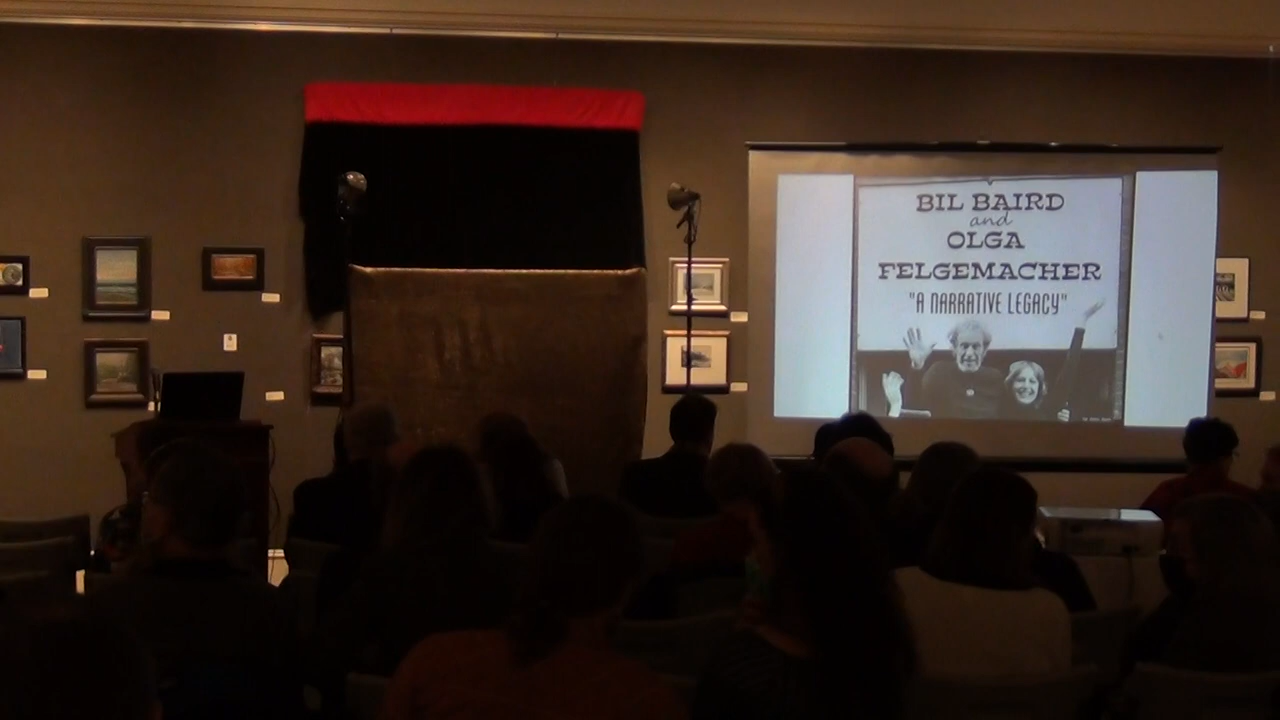 BIL BAIRD
and
OLGA
FELGEMACHER
"A NARRATIVE LEGACY"